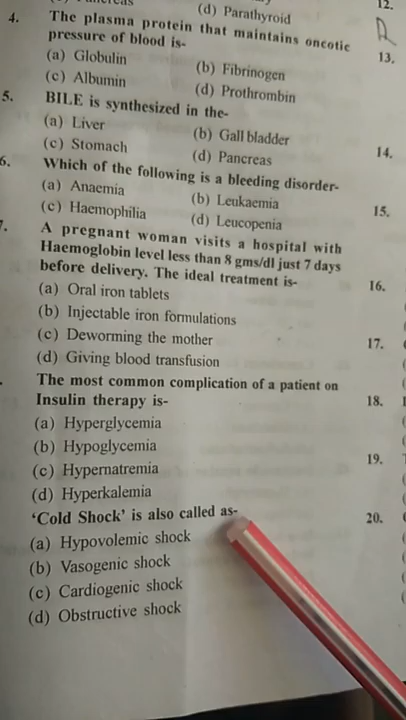 (d) Parathyroid
4. The plasma protein that maintains oncotic
pressure of blood is-
(a) Globulin
(b) Fibrinogen
(c) Albumin
(d) Prothrombin
5. BILE is synthesized in the-
(a) Liver
(b) Gall bladder
(c) Stomach
(d) Pancreas
6. Which of the following is a bleeding disorder-
(a) Anaemia
(b) Leukaemia
(c) Haemophilia
(d) Leucopenia
7. A pregnant woman visits a hospital with
Haemoglobin level less than 8 gms/dl just 7 days
before delivery. The ideal treatment is-
(a) Oral iron tablets
(b) Injectable iron formulations
(c) Deworming the mother
(d) Giving blood transfusion
The most common complication of a patient on
Insulin therapy is-
(a) Hyperglycemia
(b) Hypoglycemia
(c) Hypernatremia
(d) Hyperkalemia
‘Cold Shock’ is also called as-
(a) Hypovolemic shock
(b) Vasogenic shock
(c) Cardiogenic shock
(d) Obstructive shock
12.
13.
14.
15.
16.
17.
18.
19.
20.